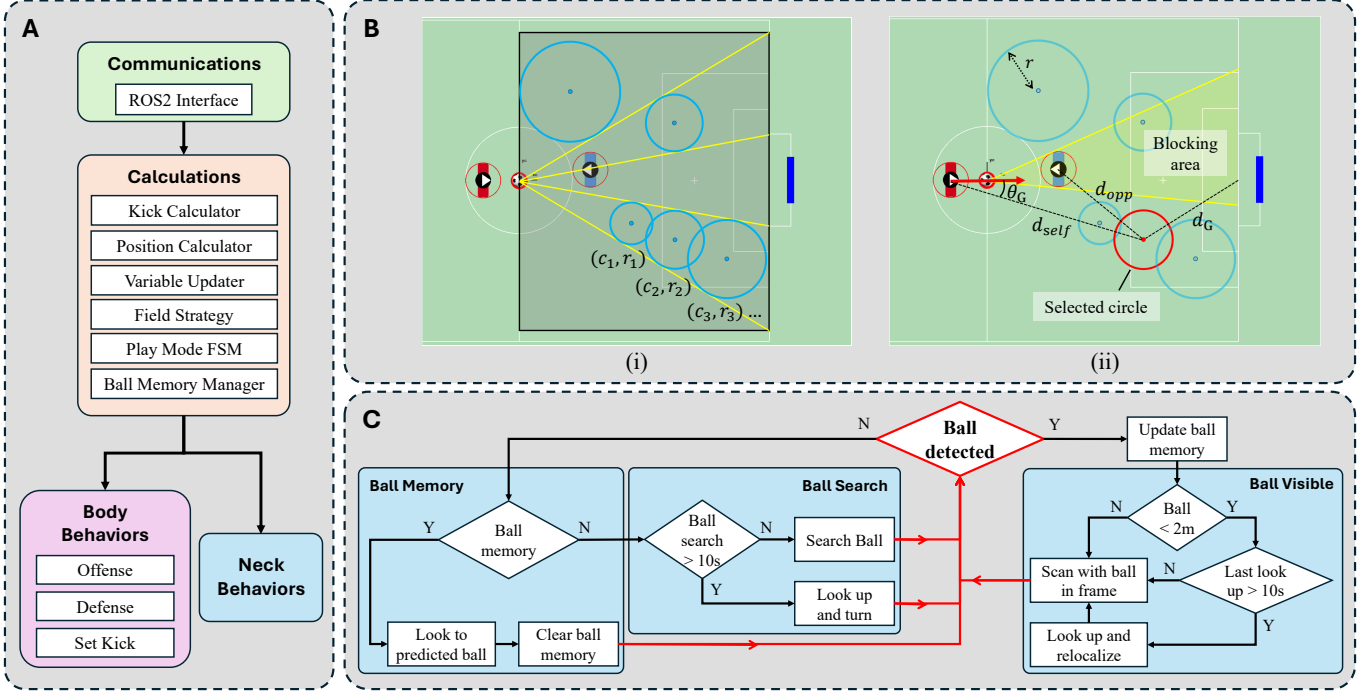 A
Communications
ROS2 Interface
Calculations
Kick Calculator
Position Calculator
Variable Updater
Field Strategy
Play Mode FSM
Ball Memory Manager
Body
Behaviors
Offense
Defense
Set Kick
Neck
Behaviors
B
(c₁, r₁)
(c₂, r₂)
(c₃, r₃) ...
(i)
r
Blocking
area
θG
d_opp
d_self
d_G
Selected circle
(ii)
C
N
Ball
detected
Y
Update ball
memory
Ball Memory
Y
Ball
memory
N
Look to
predicted ball
Clear ball
memory
Ball Search
Ball
search
> 10s
N
Search Ball
Y
Look up
and turn
Ball Visible
N
Ball
< 2m
Y
Scan with ball
in frame
N
Last look
up > 10s
Y
Look up and
relocalize